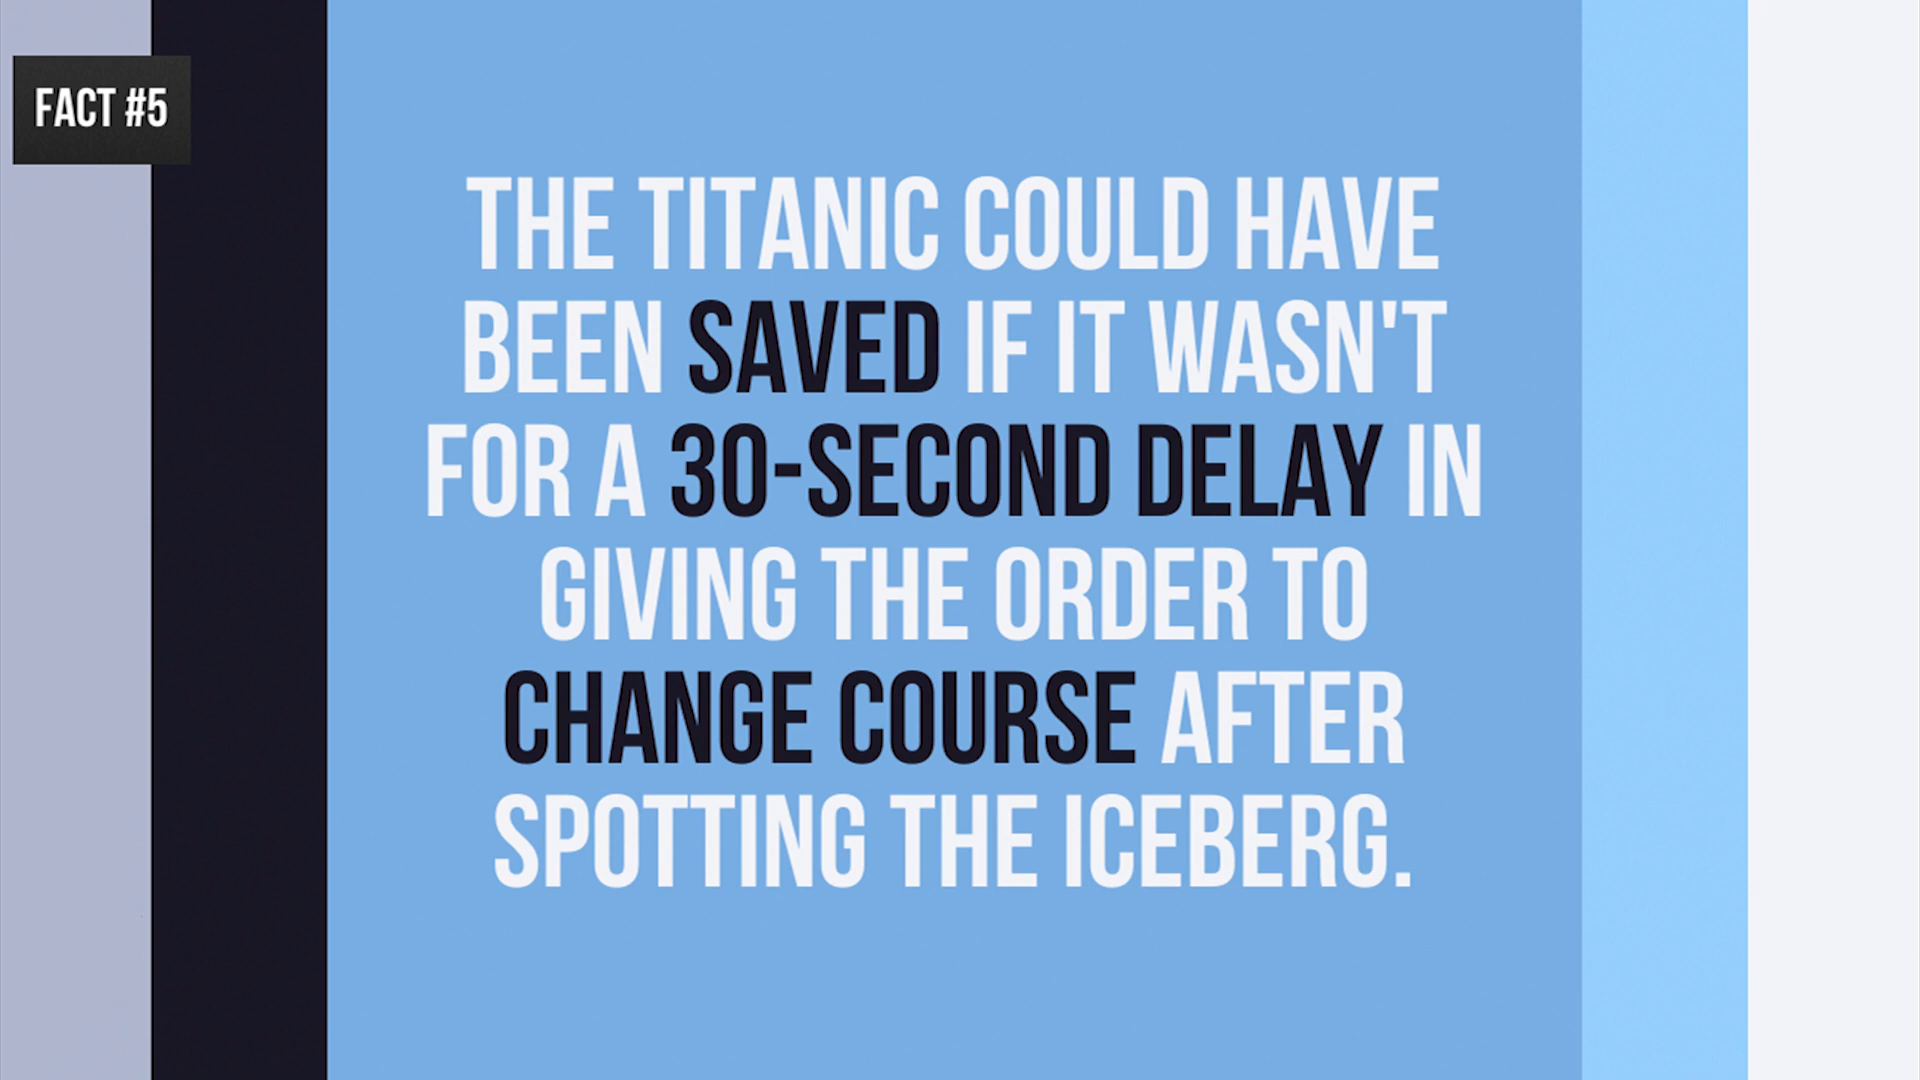 FACT #5
THE TITANIC COULD HAVE
BEEN SAVED IF IT WASN'T
FOR A 30-SECOND DELAY IN
GIVING THE ORDER TO
CHANGE COURSE AFTER
SPOTTING THE ICEBERG.